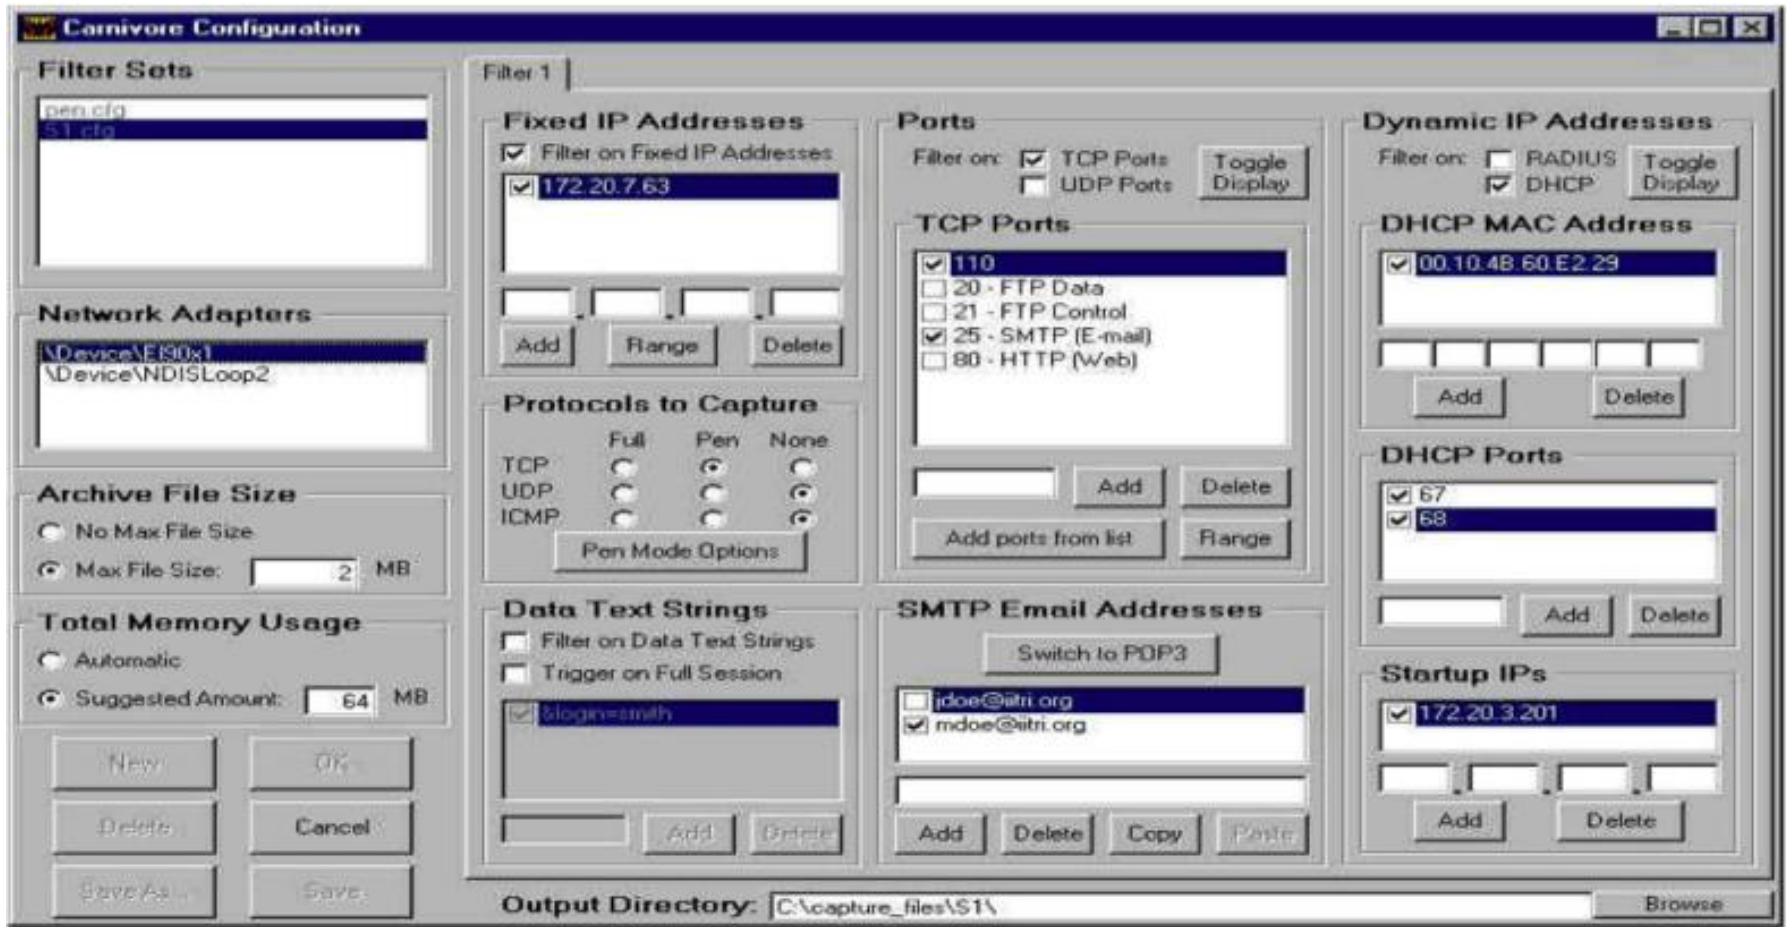 Carnivore Configuration
Filter Sets
pen.cfg
S1.cfg
Network Adapters
\Device\El90x1
\Device\NDISLoop2
Archive File Size
No Max File Size
Max File Size: 2 MB
Total Memory Usage
Automatic
Suggested Amount: 64 MB
New OK
Delete Cancel
Save As... Save
Filter 1
Fixed IP Addresses
Filter on Fixed IP Addresses
172.20.7.63
Add Range Delete
Protocols to Capture
Full Pen None
TCP
UDP
ICMP
Pen Mode Options
Data Text Strings
Filter on Data Text Strings
Trigger on Full Session
&login=smith
Add Delete
Ports
Filter on: TCP Ports
UDP Ports
Toggle
Display
TCP Ports
110
20 - FTP Data
21 - FTP Control
25 - SMTP (E-mail)
80 - HTTP (Web)
Add Delete
Add ports from list Range
SMTP Email Addresses
Switch to POP3
jdoe@iitri.org
mdoe@iitri.org
Add Delete Copy Paste
Dynamic IP Addresses
Filter on: RADIUS
DHCP
Toggle
Display
DHCP MAC Address
00.10.4B.60.E2.29
Add Delete
DHCP Ports
67
68
Add Delete
Startup IPs
172.20.3.201
Add Delete
Output Directory: C:\capture_files\S1\ Browse